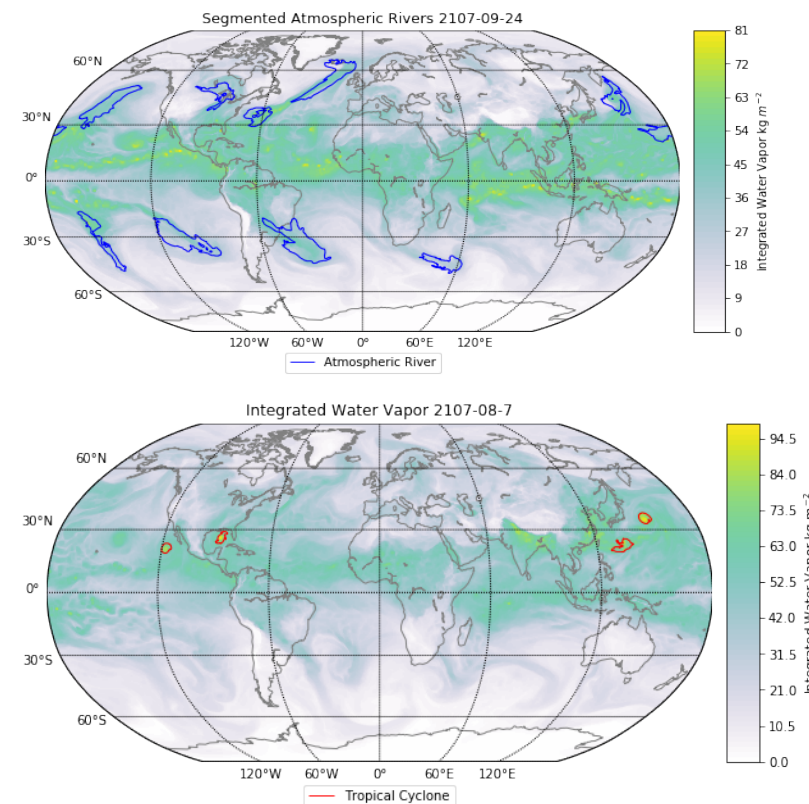 Segmented Atmospheric Rivers 2107-09-24
60°N
30°N
0°
30°S
60°S
120°W 60°W 0° 60°E 120°E
Atmospheric River
81
72
63
54
45
36
27
18
9
0
Integrated Water Vapor kg m⁻²
Integrated Water Vapor 2107-08-7
60°N
30°N
0°
30°S
60°S
120°W 60°W 0° 60°E 120°E
Tropical Cyclone
94.5
84.0
73.5
63.0
52.5
42.0
31.5
21.0
10.5
0.0
Integrated Water Vapor kg m⁻²